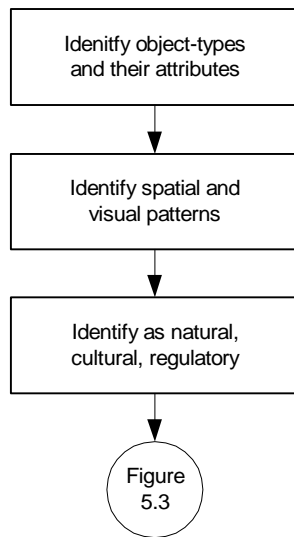 Idenitfy object-types
and their attributes
Identify spatial and
visual patterns
Identify as natural,
cultural, regulatory
Figure
5.3